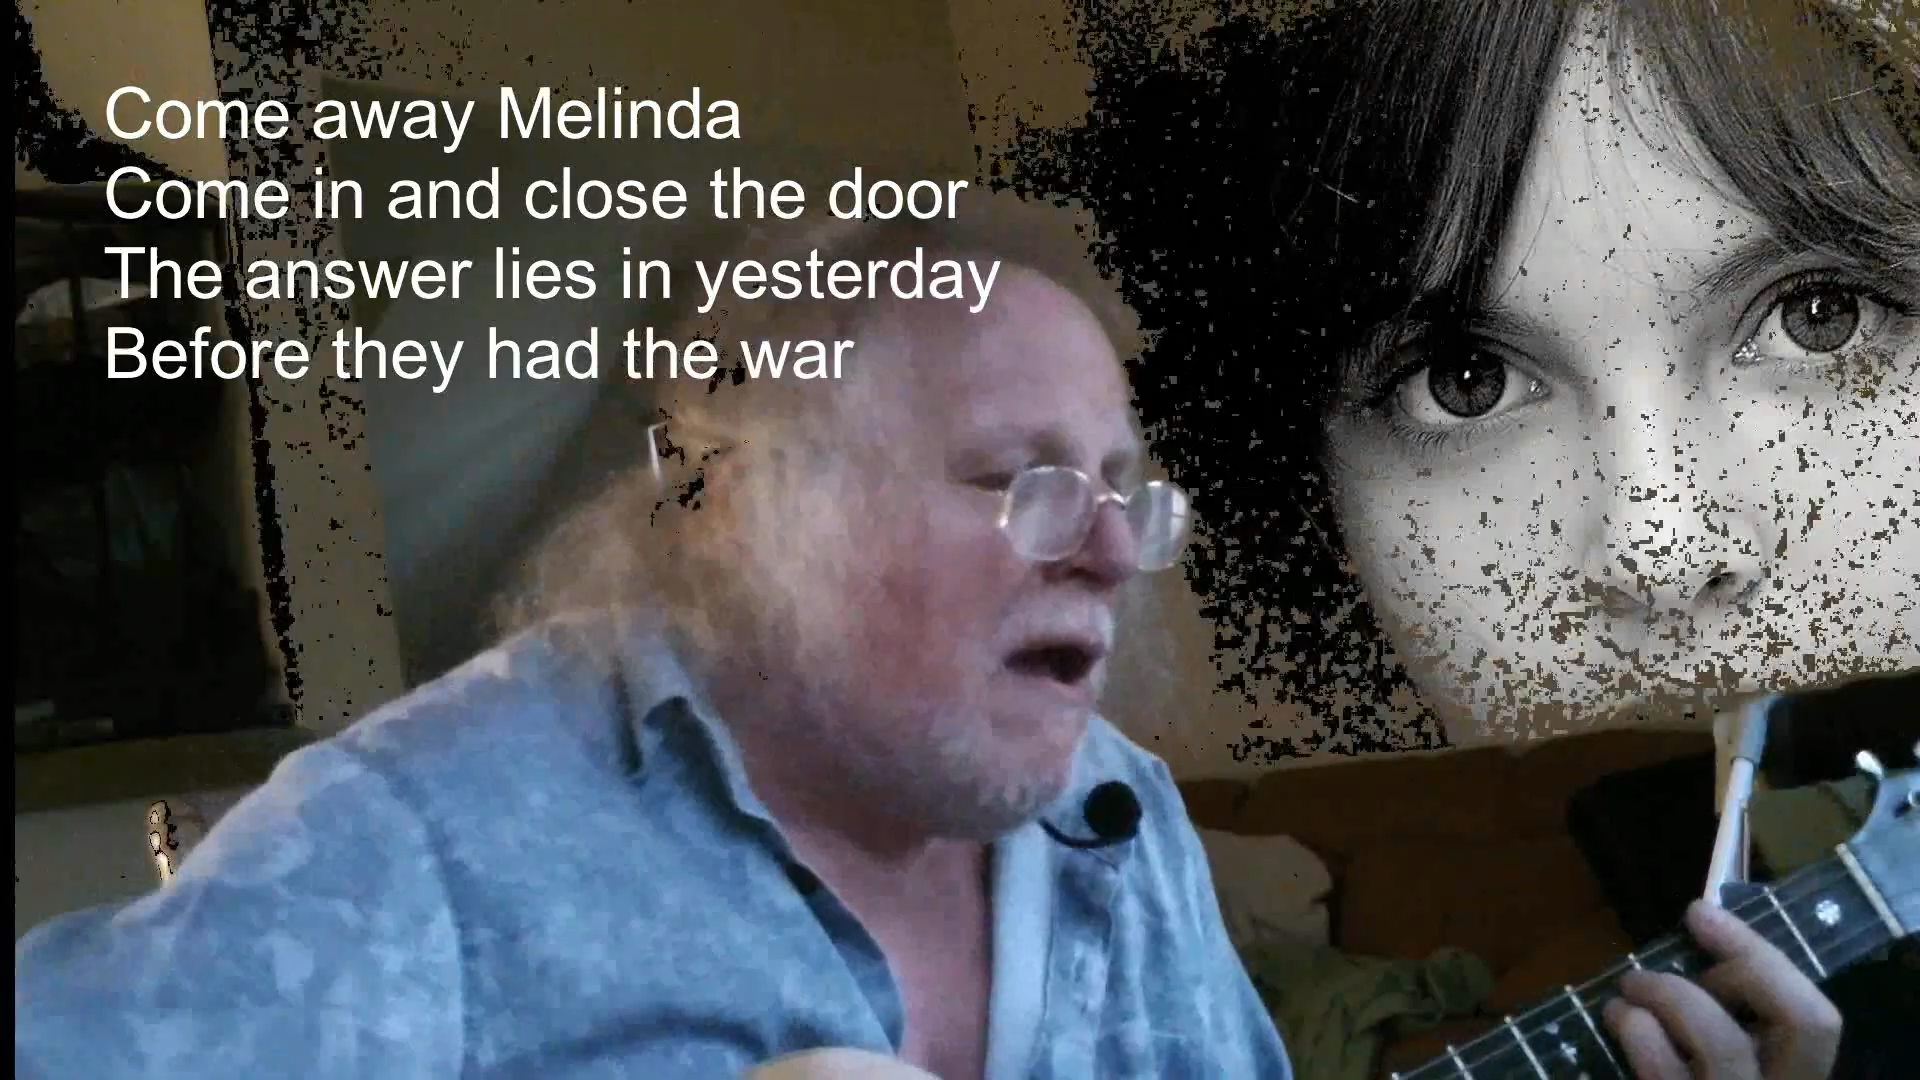 Come away Melinda
Come in and close the door
The answer lies in yesterday
Before they had the war